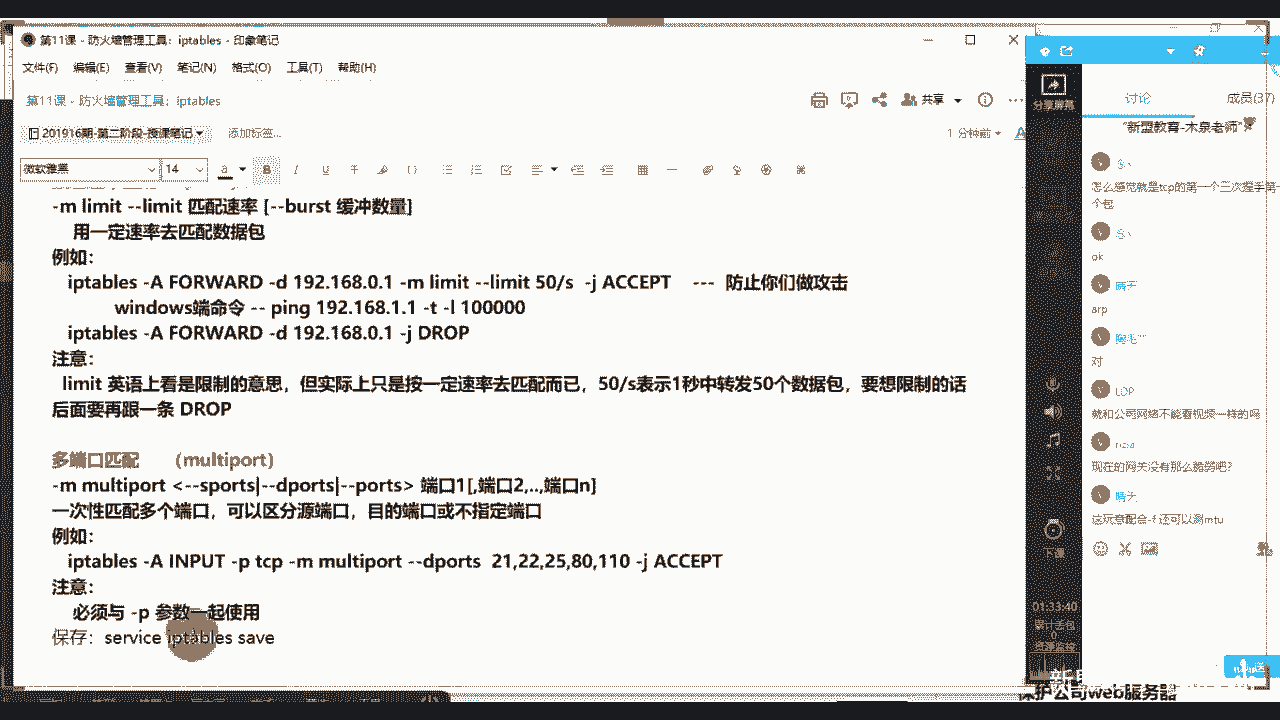 第11课 - 防火墙管理工具：iptables - 印象笔记
文件(F) 编辑(E) 查看(V) 笔记(N) 格式(O) 工具(T) 帮助(H)
第11课 - 防火墙管理工具：iptables
共享
201916期-第二阶段-授课笔记
添加标签...
1 分钟前
微软雅黑
14
-m limit --limit 匹配速率 [--burst 缓冲数量]
用一定速率去匹配数据包
例如：
iptables -A FORWARD -d 192.168.0.1 -m limit --limit 50/s -j ACCEPT --- 防止你们做攻击
windows端命令 -- ping 192.168.1.1 -t -l 100000
iptables -A FORWARD -d 192.168.0.1 -j DROP
注意：
limit 英语上看是限制的意思，但实际上只是按一定速率去匹配而已，50/s表示1秒中转发50个数据包，要想限制的话
后面要再跟一条 DROP
多端口匹配 （multiport）
-m multiport <--sports|--dports|--ports> 端口1[,端口2,..,端口n]
一次性匹配多个端口，可以区分源端口，目的端口或不指定端口
例如：
iptables -A INPUT -p tcp -m multiport --dports 21,22,25,80,110 -j ACCEPT
注意：
必须与 -p 参数一起使用
保存：service iptables save
分享屏幕
下课
01:33:40
累计丢包
0
资源监控
讨论
成员(37)
"新盟教育-木泉老师"
怎么感觉就是tcp的第一个三次握手第
个包
ok
晴天
arp
对
LDP
就和公司网络不能看视频一样的吗
现在的网关没有那么脆弱吧?
晴天
这玩意配合-f 还可以测mtu
护公司web服务器